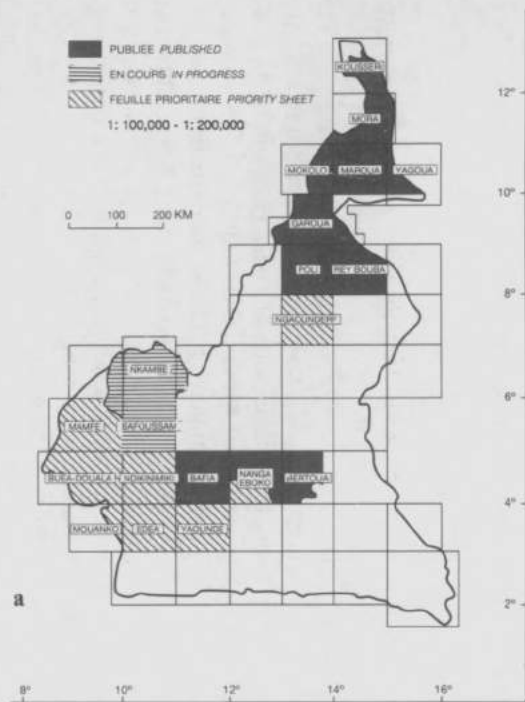 PUBLIEE PUBLISHED
EN COURS IN PROGRESS
FEUILLE PRIORITAIRE PRIORITY SHEET
1: 100,000 - 1: 200,000
0 100 200 KM
KOUSSERI
12°
MORA
MOKOLO MAROUA YAGOUA
10°
GAROUA
POLI REY BOUBA
8°
NGAOUNDERE
NKAMBE
6°
MAMFE BAFOUSSAM
BUEA-DOUALA NDIKINIMIKI BAFIA NANGA EBOKO BERTOUA
4°
MOUANKO EDEA YAOUNDE
a
2°
8° 10° 12° 14° 16°